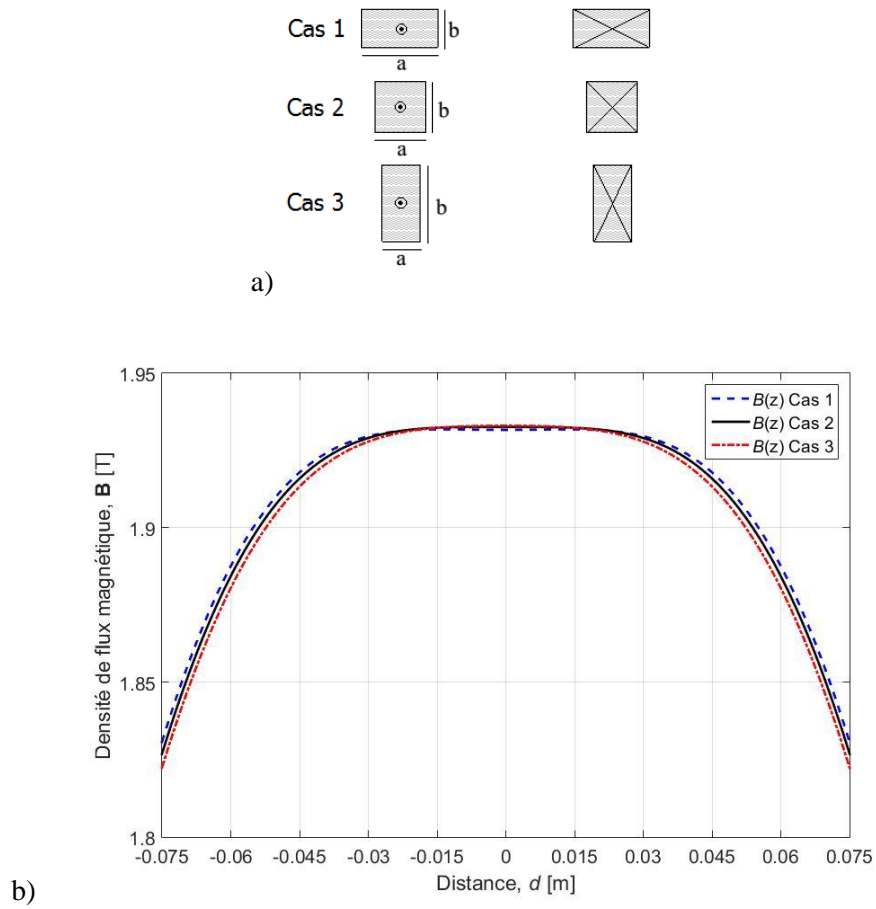 Cas 1
b
a
Cas 2
b
a
Cas 3
b
a
a)
1.95
1.9
1.85
1.8
Densité de flux magnétique, B [T]
B(z) Cas 1
B(z) Cas 2
B(z) Cas 3
-0.075 -0.06 -0.045 -0.03 -0.015 0 0.015 0.03 0.045 0.06 0.075
Distance, d [m]
b)